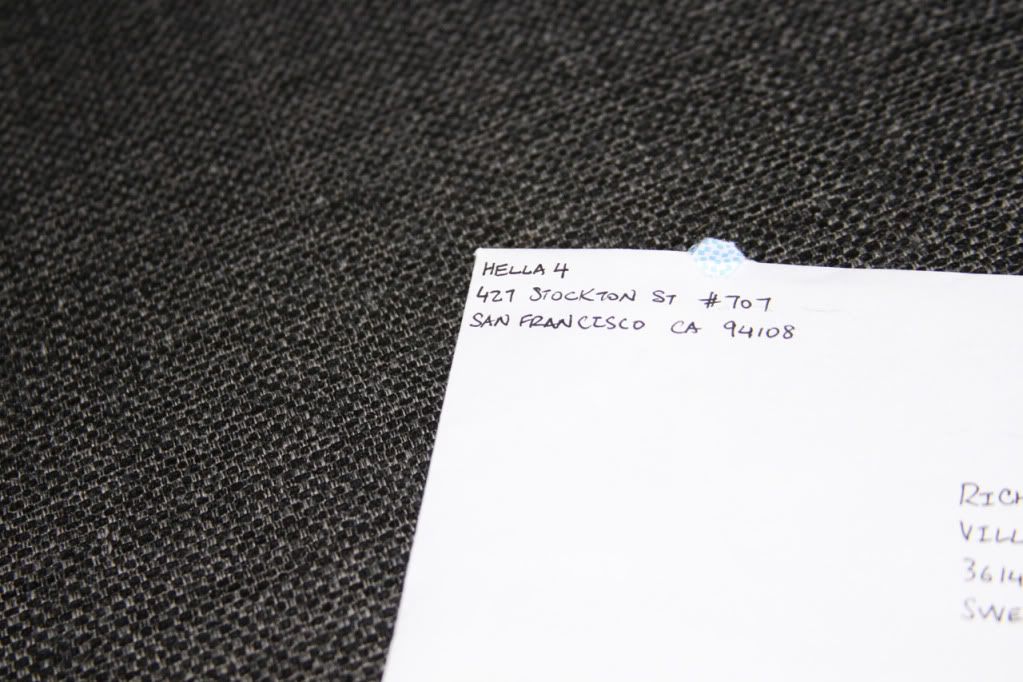 HELLA 4
427 STOCKTON ST #707
SAN FRANCISCO CA 94108
RICH
VILL
3614
SWE